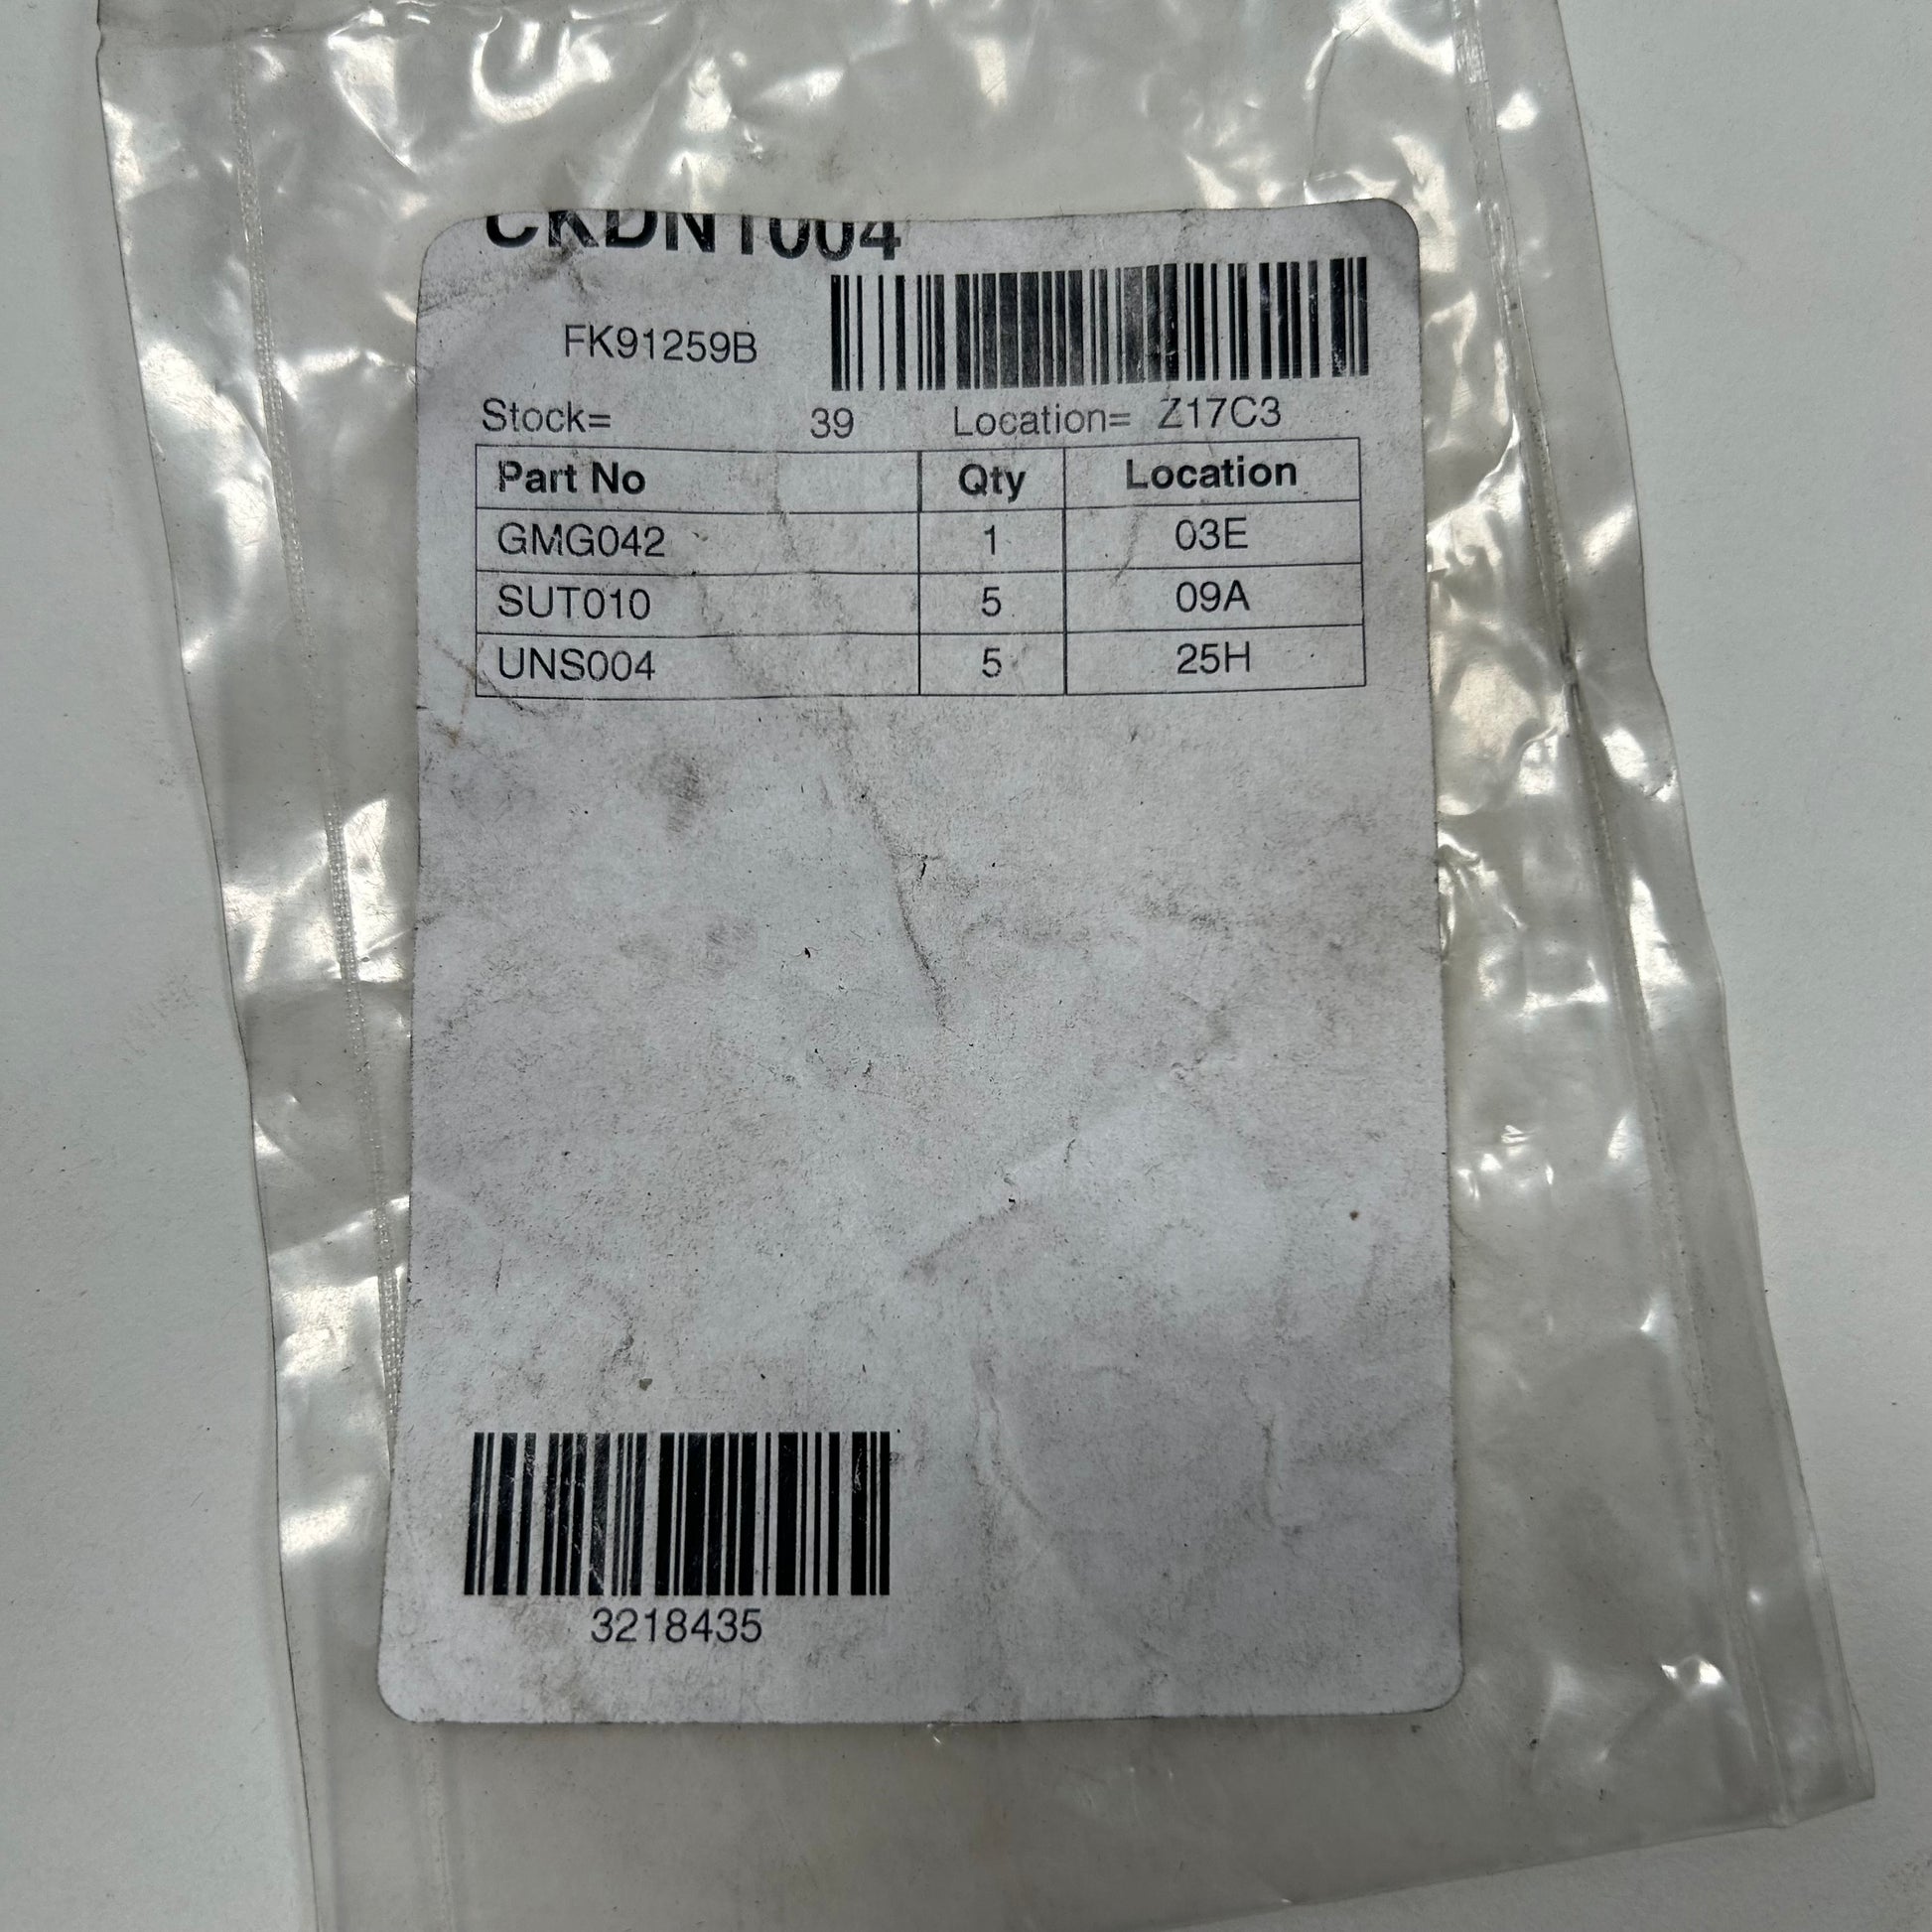 CKDN1004
FK91259B
Stock= 39 Location= Z17C3
Part No Qty Location
GMG042 1 03E
SUT010 5 09A
UNS004 5 25H
3218435